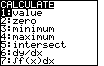 CALCULATE
1:value
2:zero
3:minimum
4:maximum
5:intersect
6:dy/dx
7:∫f(x)dx